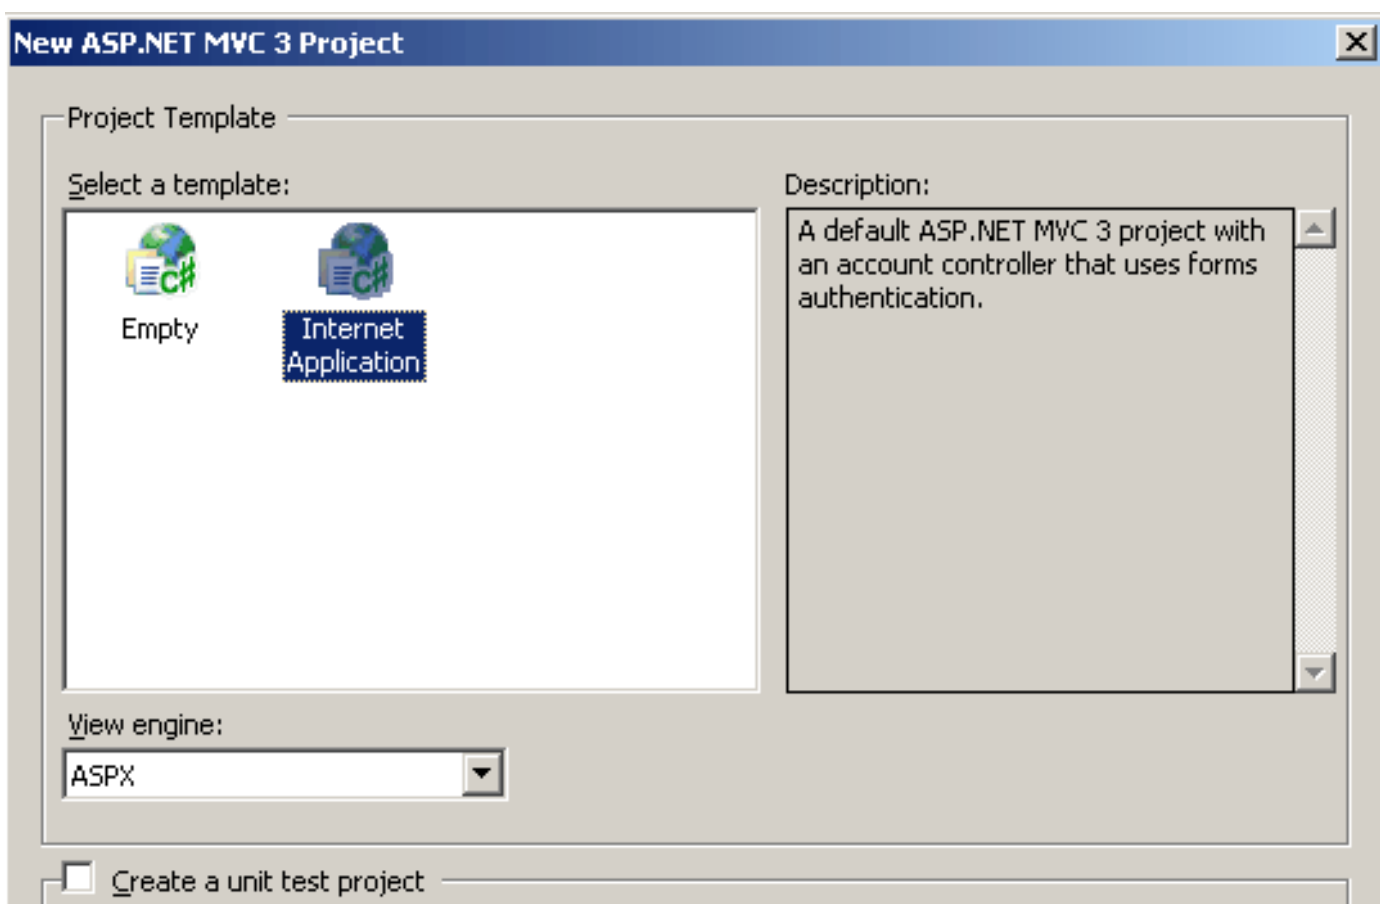 New ASP.NET MVC 3 Project
Project Template
Select a template:
Empty
Internet
Application
Description:
A default ASP.NET MVC 3 project with
an account controller that uses forms
authentication.
View engine:
ASPX
Create a unit test project